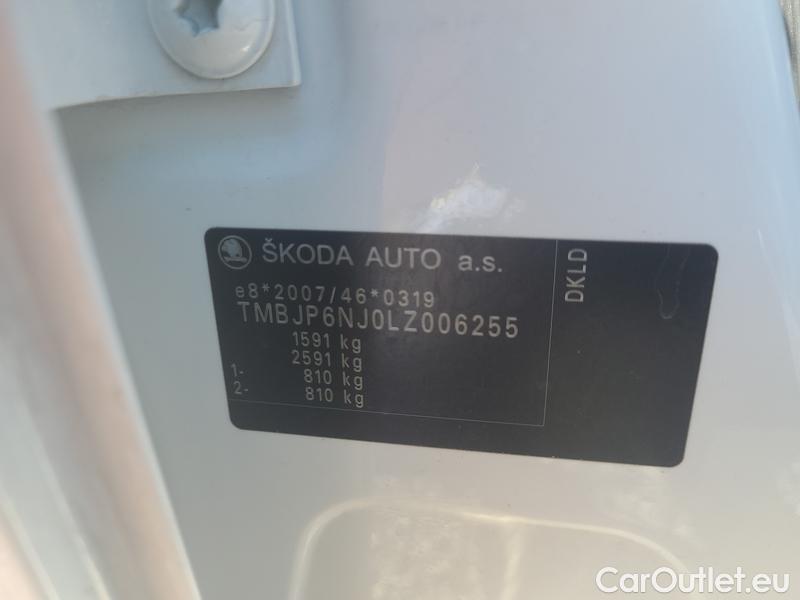 ŠKODA AUTO a.s.
e8*2007/46*0319
TMBJP6NJ0LZ006255
1591 kg
2591 kg
1- 810 kg
2- 810 kg
DKLD
CarOutlet.eu